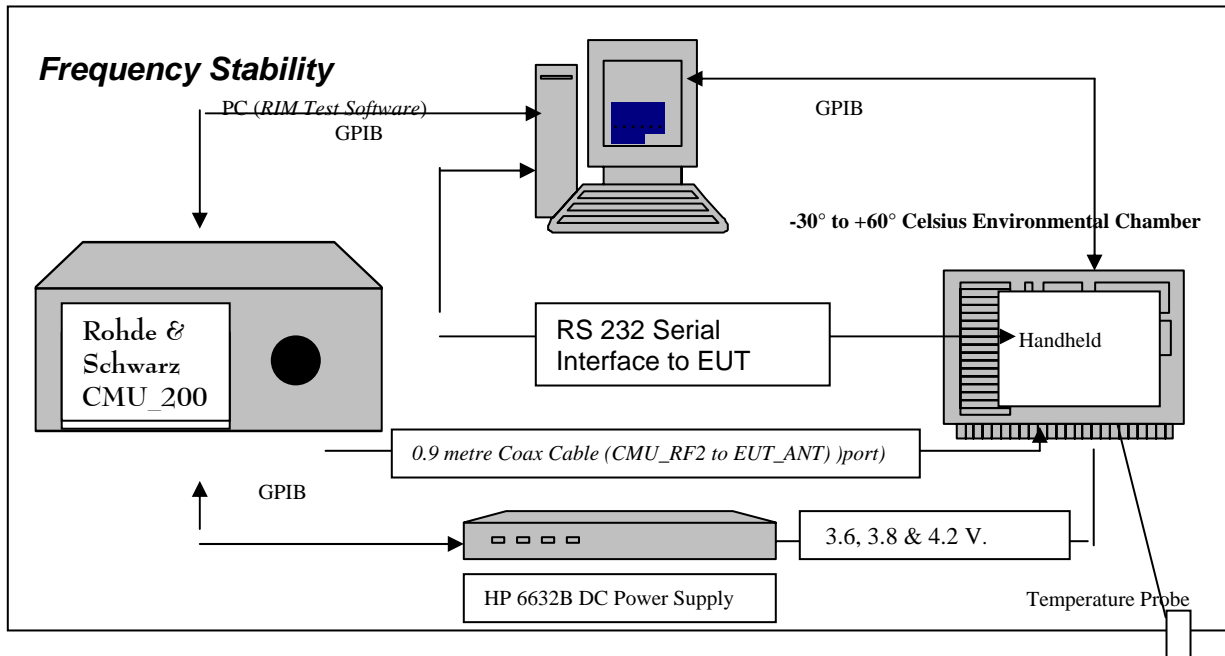 Frequency Stability
PC (RIM Test Software)
GPIB
GPIB
-30° to +60° Celsius Environmental Chamber
Rohde &
Schwarz
CMU_200
RS 232 Serial
Interface to EUT
Handheld
0.9 metre Coax Cable (CMU_RF2 to EUT_ANT) )port)
GPIB
3.6, 3.8 & 4.2 V.
HP 6632B DC Power Supply
Temperature Probe